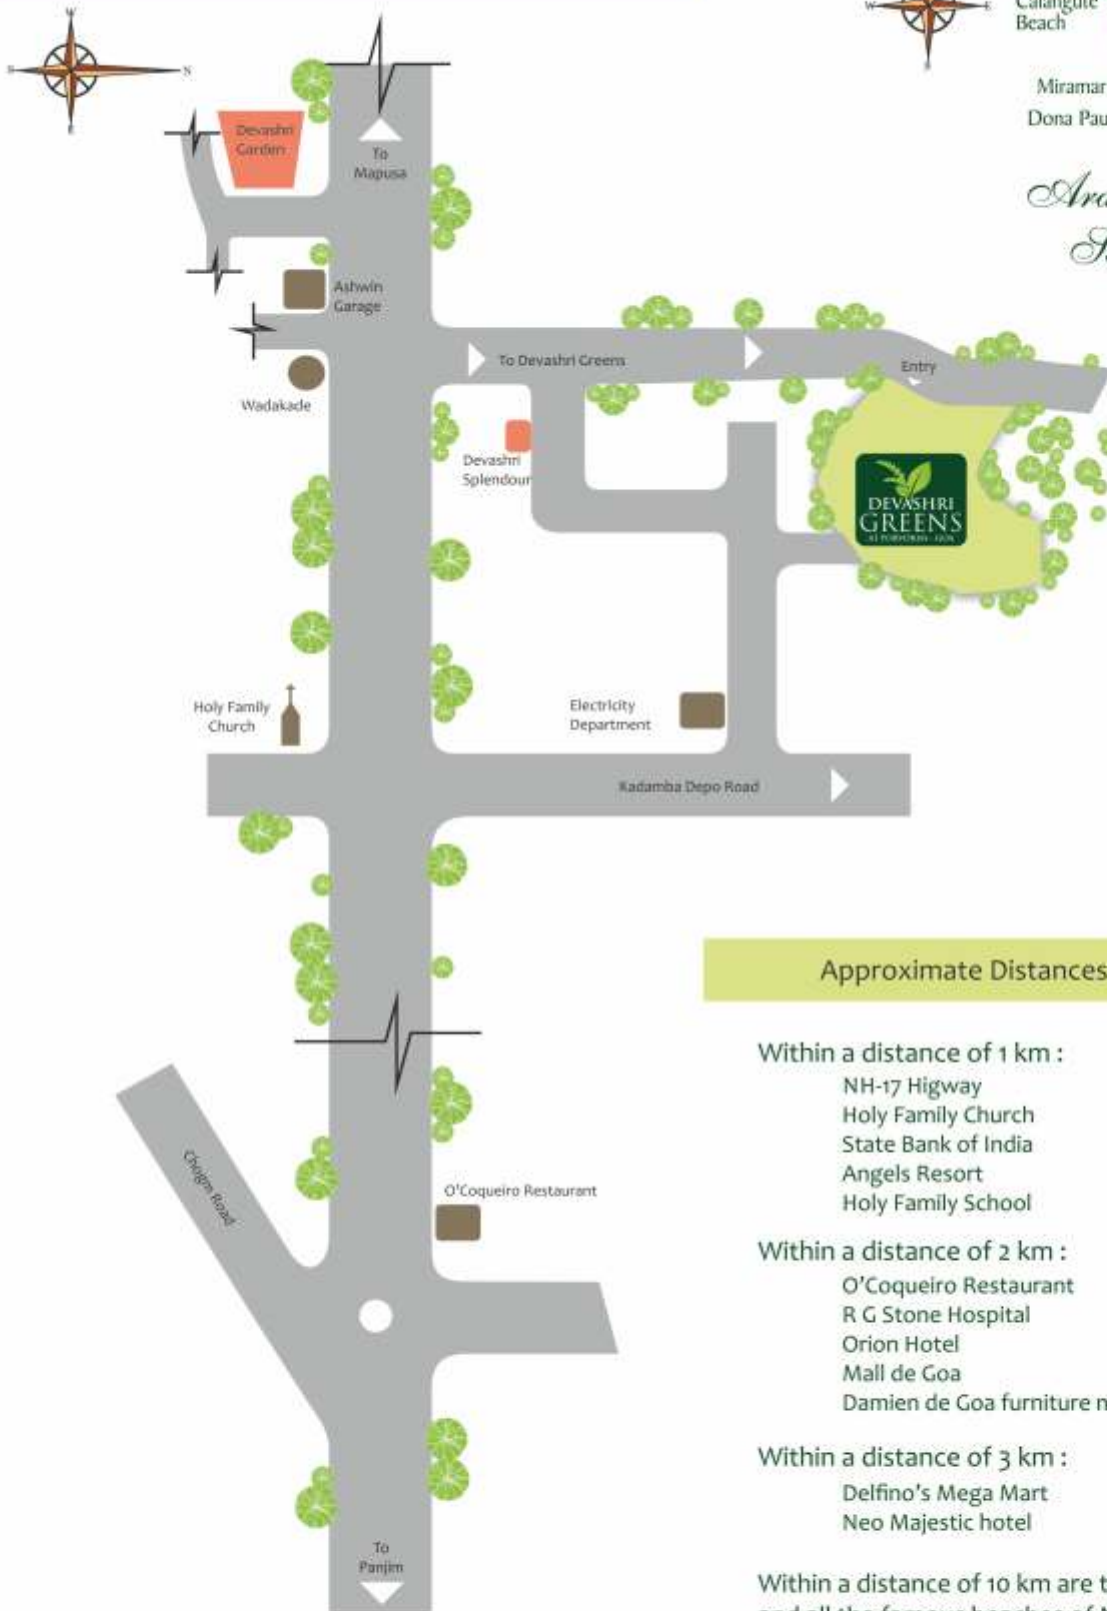 W
S
N
E
W
E
S
Calangute
Beach
Miramar
Dona Pau
Devashri
Garden
To
Mapusa
Ashwin
Garage
To Devashri Greens
Entry
Wadakade
Devashri
Splendour
DEVASHRI
GREENS
AT PORVORIM - GOA
Holy Family
Church
Electricity
Department
Kadamba Depo Road
Approximate Distances
Within a distance of 1 km :
NH-17 Higway
Holy Family Church
State Bank of India
Angels Resort
Holy Family School
Chogm Road
O'Coqueiro Restaurant
Within a distance of 2 km :
O'Coqueiro Restaurant
R G Stone Hospital
Orion Hotel
Mall de Goa
Damien de Goa furniture
Within a distance of 3 km :
Delfino's Mega Mart
Neo Majestic hotel
To
Panjim
Within a distance of 10 km are